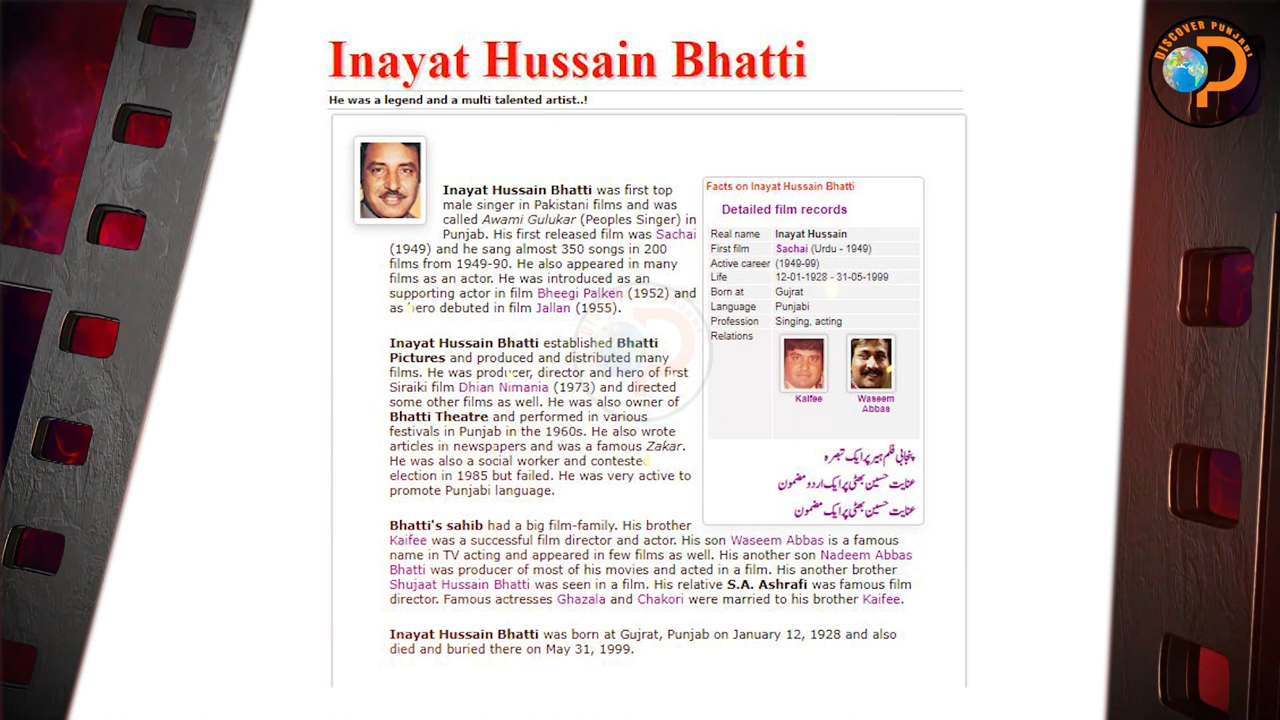 DISCOVER PUNJABI
Inayat Hussain Bhatti
He was a legend and a multi talented artist..!
Inayat Hussain Bhatti was first top
male singer in Pakistani films and was
called Awami Gulukar (Peoples Singer) in
Punjab. His first released film was Sachai
(1949) and he sang almost 350 songs in 200
films from 1949-90. He also appeared in many
films as an actor. He was introduced as an
supporting actor in film Bheegi Palken (1952) and
as hero debuted in film Jallan (1955).
Inayat Hussain Bhatti established Bhatti
Pictures and produced and distributed many
films. He was producer, director and hero of first
Siraiki film Dhian Nimania (1973) and directed
some other films as well. He was also owner of
Bhatti Theatre and performed in various
festivals in Punjab in the 1960s. He also wrote
articles in newspapers and was a famous Zakar.
He was also a social worker and contested
election in 1985 but failed. He was very active to
promote Punjabi language.
Facts on Inayat Hussain Bhatti
Detailed film records
Real name Inayat Hussain
First film Sachai (Urdu - 1949)
Active career (1949-99)
Life 12-01-1928 - 31-05-1999
Born at Gujrat
Language Punjabi
Profession Singing, acting
Relations
Kaifee Waseem
Abbas
پنجابی فلم ہیر پر ایک تبصرہ
عنایت حسین بھٹی پر ایک اردو مضمون
عنایت حسین بھٹی پر ایک مضمون
Bhatti's sahib had a big film-family. His brother
Kaifee was a successful film director and actor. His son Waseem Abbas is a famous
name in TV acting and appeared in few films as well. His another son Nadeem Abbas
Bhatti was producer of most of his movies and acted in a film. His another brother
Shujaat Hussain Bhatti was seen in a film. His relative S.A. Ashrafi was famous film
director. Famous actresses Ghazala and Chakori were married to his brother Kaifee.
Inayat Hussain Bhatti was born at Gujrat, Punjab on January 12, 1928 and also
died and buried there on May 31, 1999.